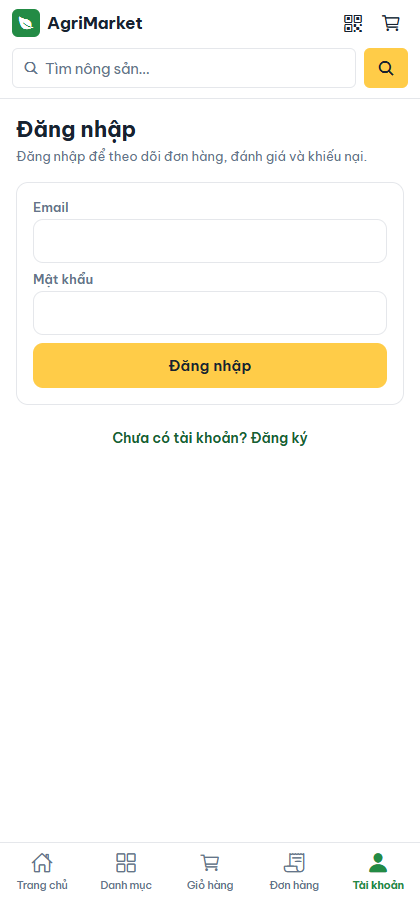 AgriMarket
Tìm nông sản...
Đăng nhập
Đăng nhập để theo dõi đơn hàng, đánh giá và khiếu nại.
Email
Mật khẩu
Đăng nhập
Chưa có tài khoản? Đăng ký
Trang chủ
Danh mục
Giỏ hàng
Đơn hàng
Tài khoản